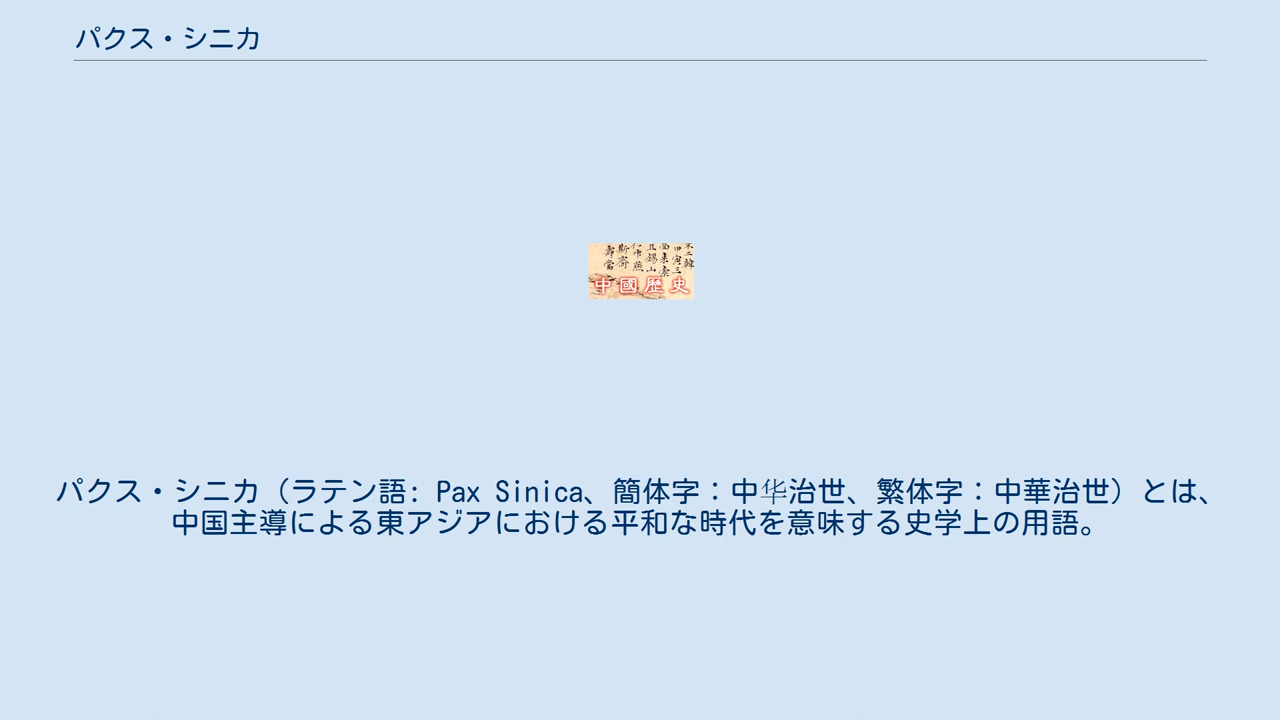 パクス・シニカ
中國歷史
パクス・シニカ（ラテン語: Pax Sinica、簡体字：中华治世、繁体字：中華治世）とは、
中国主導による東アジアにおける平和な時代を意味する史学上の用語。